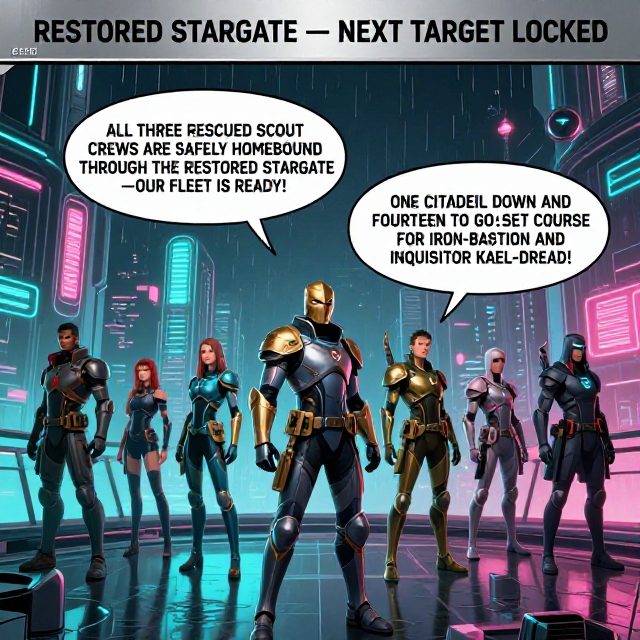 RESTORED STARGATE — NEXT TARGET LOCKED
ALL THREE RESCUED SCOUT
CREWS ARE SAFELY HOMEBOUND
THROUGH THE RESTORED STARGATE
—OUR FLEET IS READY!
ONE CITADEIL DOWN AND
FOURTEEN TO GO!.SET COURSE
FOR IRON-BASTION AND
INQUISITOR KAEL-DREAD!